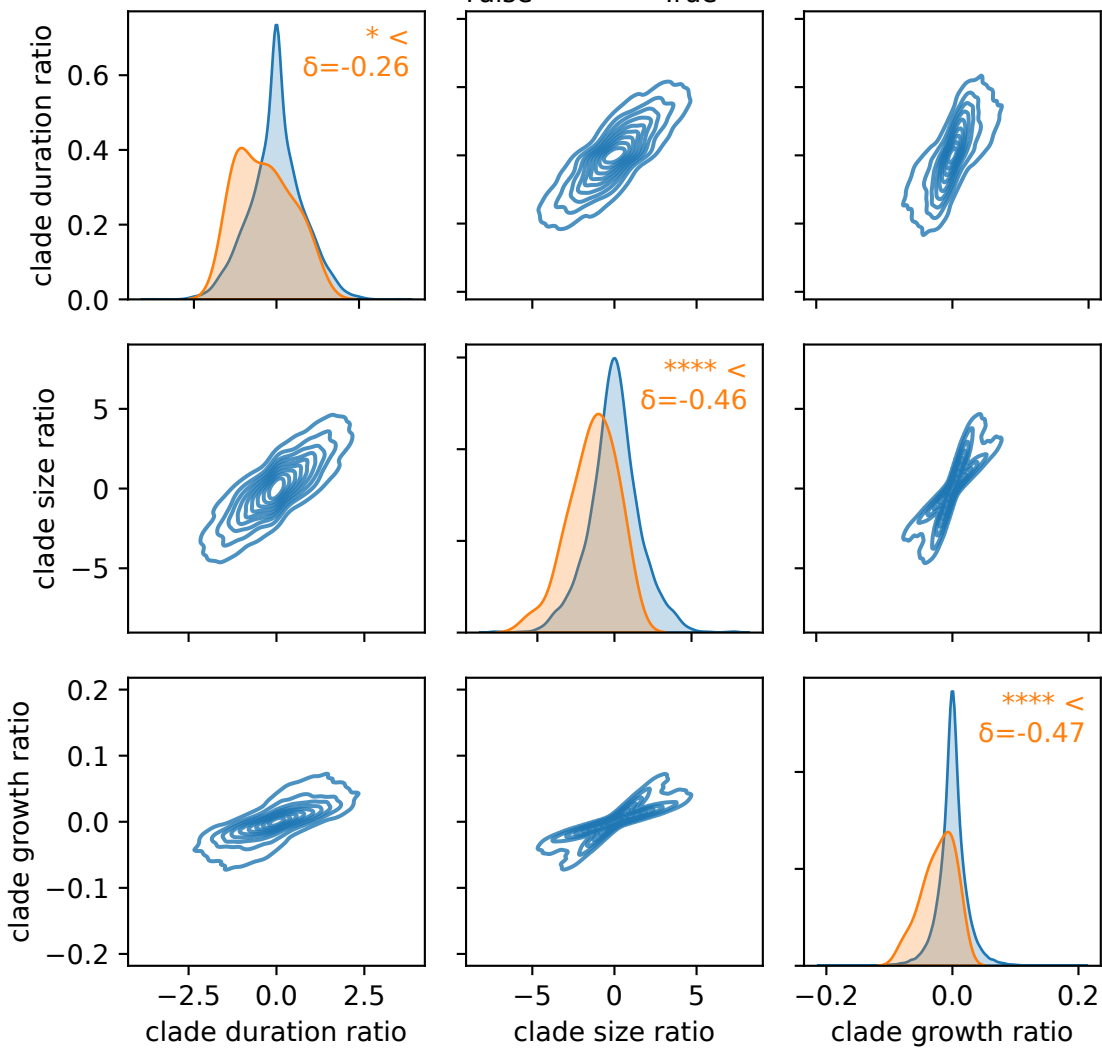 clade duration ratio
0.6
0.4
0.2
0.0
* <
δ=-0.26
clade size ratio
5
0
−5
**** <
δ=-0.46
clade growth ratio
0.2
0.1
0.0
−0.1
−0.2
**** <
δ=-0.47
−2.5
0.0
2.5
−5
0
5
−0.2
0.0
0.2
clade duration ratio
clade size ratio
clade growth ratio